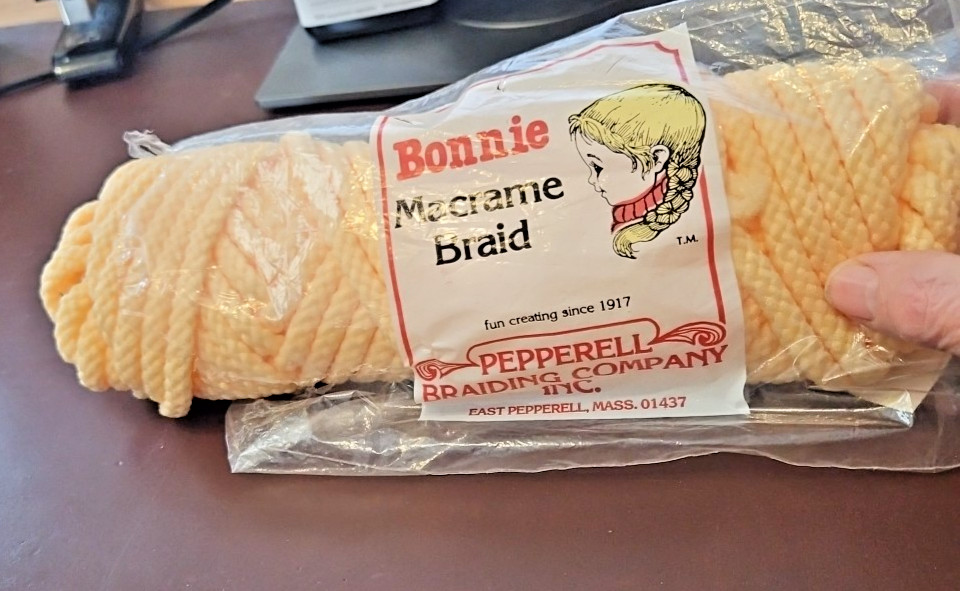 Bonnie
Macrame
Braid
T.M.
fun creating since 1917
PEPPERELL
BRAIDING COMPANY
INC.
EAST PEPPERELL, MASS. 01437